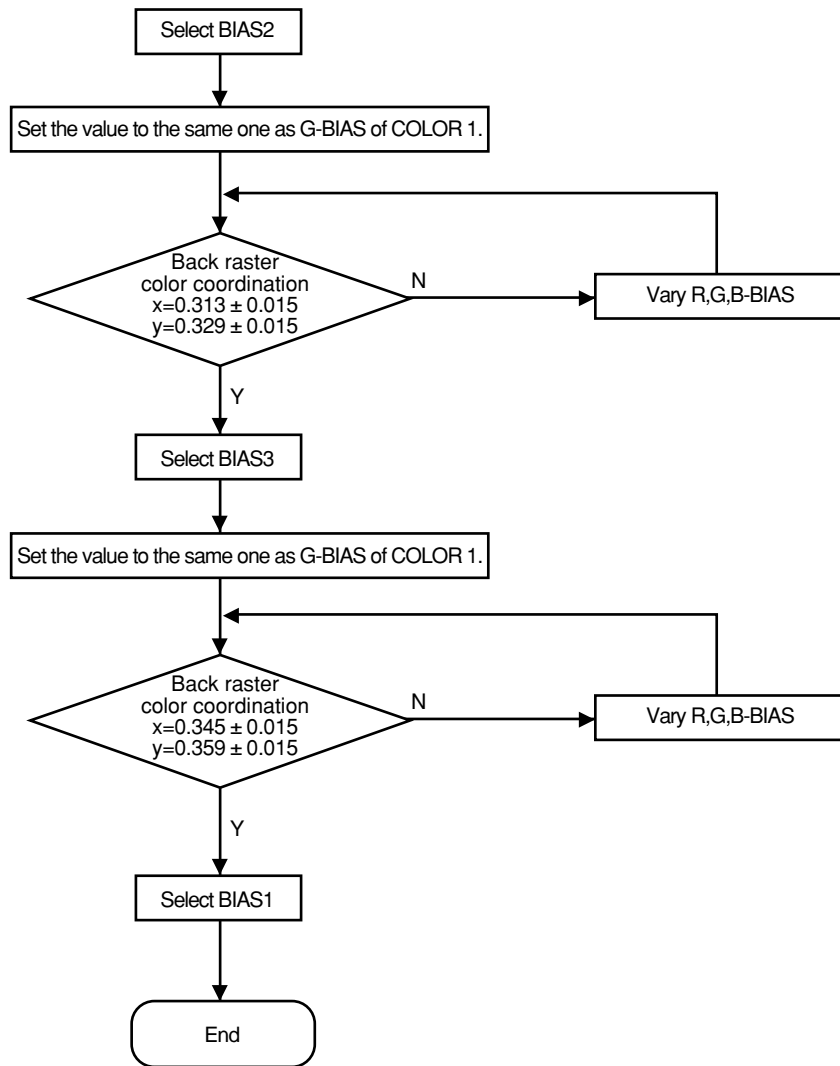 Select BIAS2
Set the value to the same one as G-BIAS of COLOR 1.
Back raster
color coordination
x=0.313 ± 0.015
y=0.329 ± 0.015
N
Vary R,G,B-BIAS
Y
Select BIAS3
Set the value to the same one as G-BIAS of COLOR 1.
Back raster
color coordination
x=0.345 ± 0.015
y=0.359 ± 0.015
N
Vary R,G,B-BIAS
Y
Select BIAS1
End